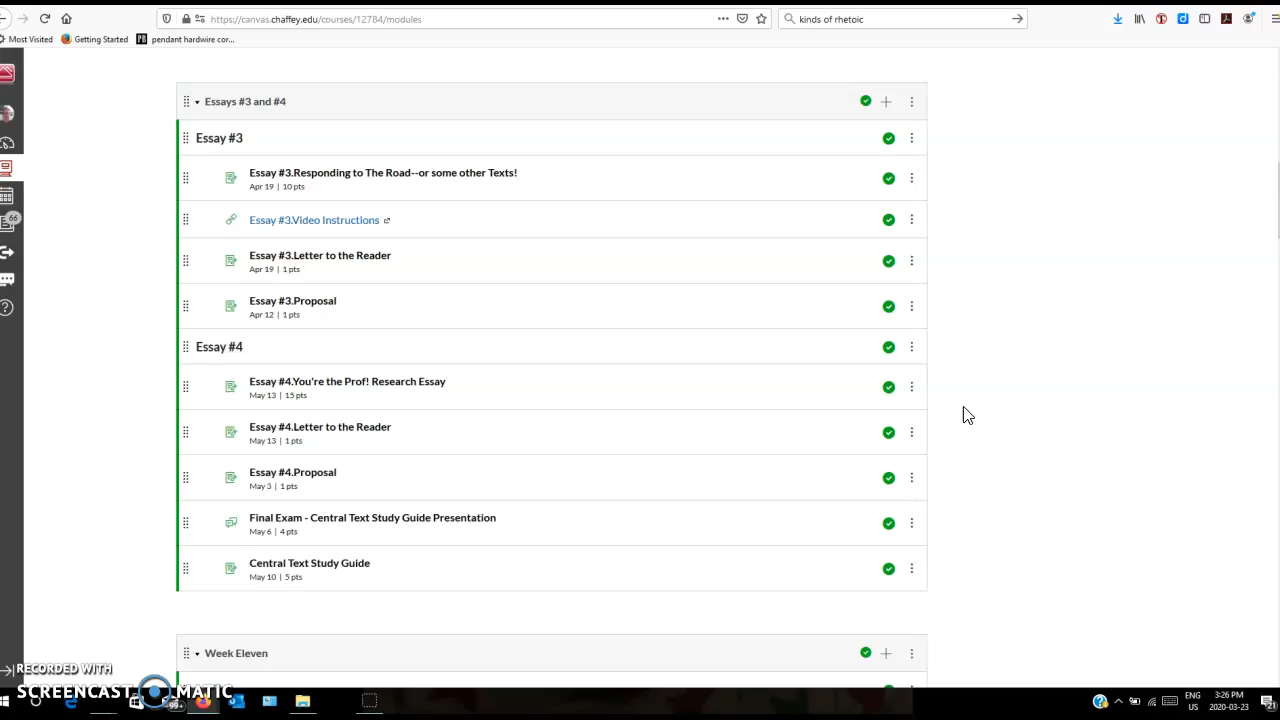 https://canvas.chaffey.edu/courses/12784/modules
kinds of rhetoic
Most Visited
Getting Started
pendant hardwire cor...
Essays #3 and #4
Essay #3
Essay #3.Responding to The Road--or some other Texts!
Apr 19 | 10 pts
66
Essay #3.Video Instructions
Essay #3.Letter to the Reader
Apr 19 | 1 pts
Essay #3.Proposal
Apr 12 | 1 pts
Essay #4
Essay #4.You're the Prof! Research Essay
May 13 | 15 pts
Essay #4.Letter to the Reader
May 13 | 1 pts
Essay #4.Proposal
May 3 | 1 pts
Final Exam - Central Text Study Guide Presentation
May 6 | 4 pts
Central Text Study Guide
May 10 | 5 pts
Week Eleven
RECORDED WITH
SCREENCAST MATIC
99+
ENG
US
3:26 PM
2020-03-23
21